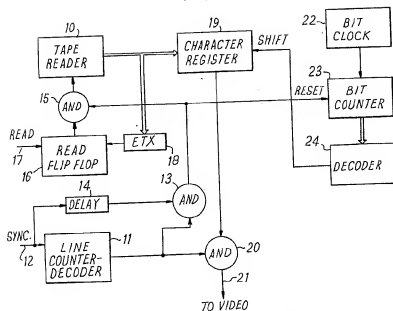 10
TAPE
READER
19
CHARACTER
REGISTER
SHIFT
22
BIT
CLOCK
23
BIT
COUNTER
RESET
24
DECODER
15
AND
READ
17
READ
FLIP FLOP
16
ETX
18
13
AND
14
DELAY
SYNC.
12
LINE
COUNTER-
DECODER
11
AND
20
21
TO VIDEO